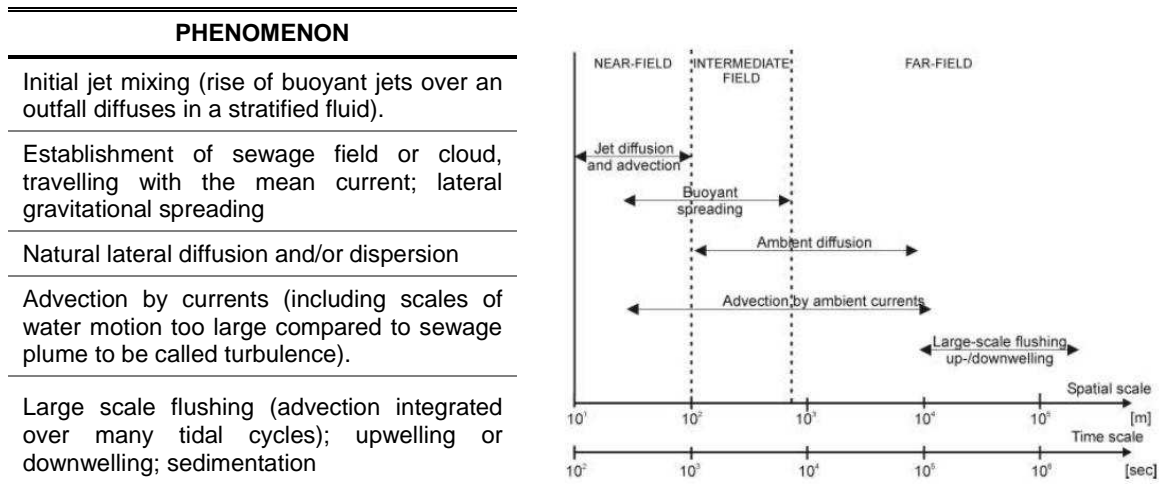 PHENOMENON
Initial jet mixing (rise of buoyant jets over an
outfall diffuses in a stratified fluid).
Establishment of sewage field or cloud,
travelling with the mean current; lateral
gravitational spreading
Natural lateral diffusion and/or dispersion
Advection by currents (including scales of
water motion too large compared to sewage
plume to be called turbulence).
Large scale flushing (advection integrated
over many tidal cycles); upwelling or
downwelling; sedimentation
NEAR-FIELD INTERMEDIATE FAR-FIELD
FIELD
Jet diffusion
and advection
Buoyant
spreading
Ambient diffusion
Advection by ambient currents
Large-scale flushing
up-/downwelling
Spatial scale
10¹ 10² 10³ 10⁴ 10⁵ [m]
Time scale
10² 10³ 10⁴ 10⁵ 10⁶ [sec]